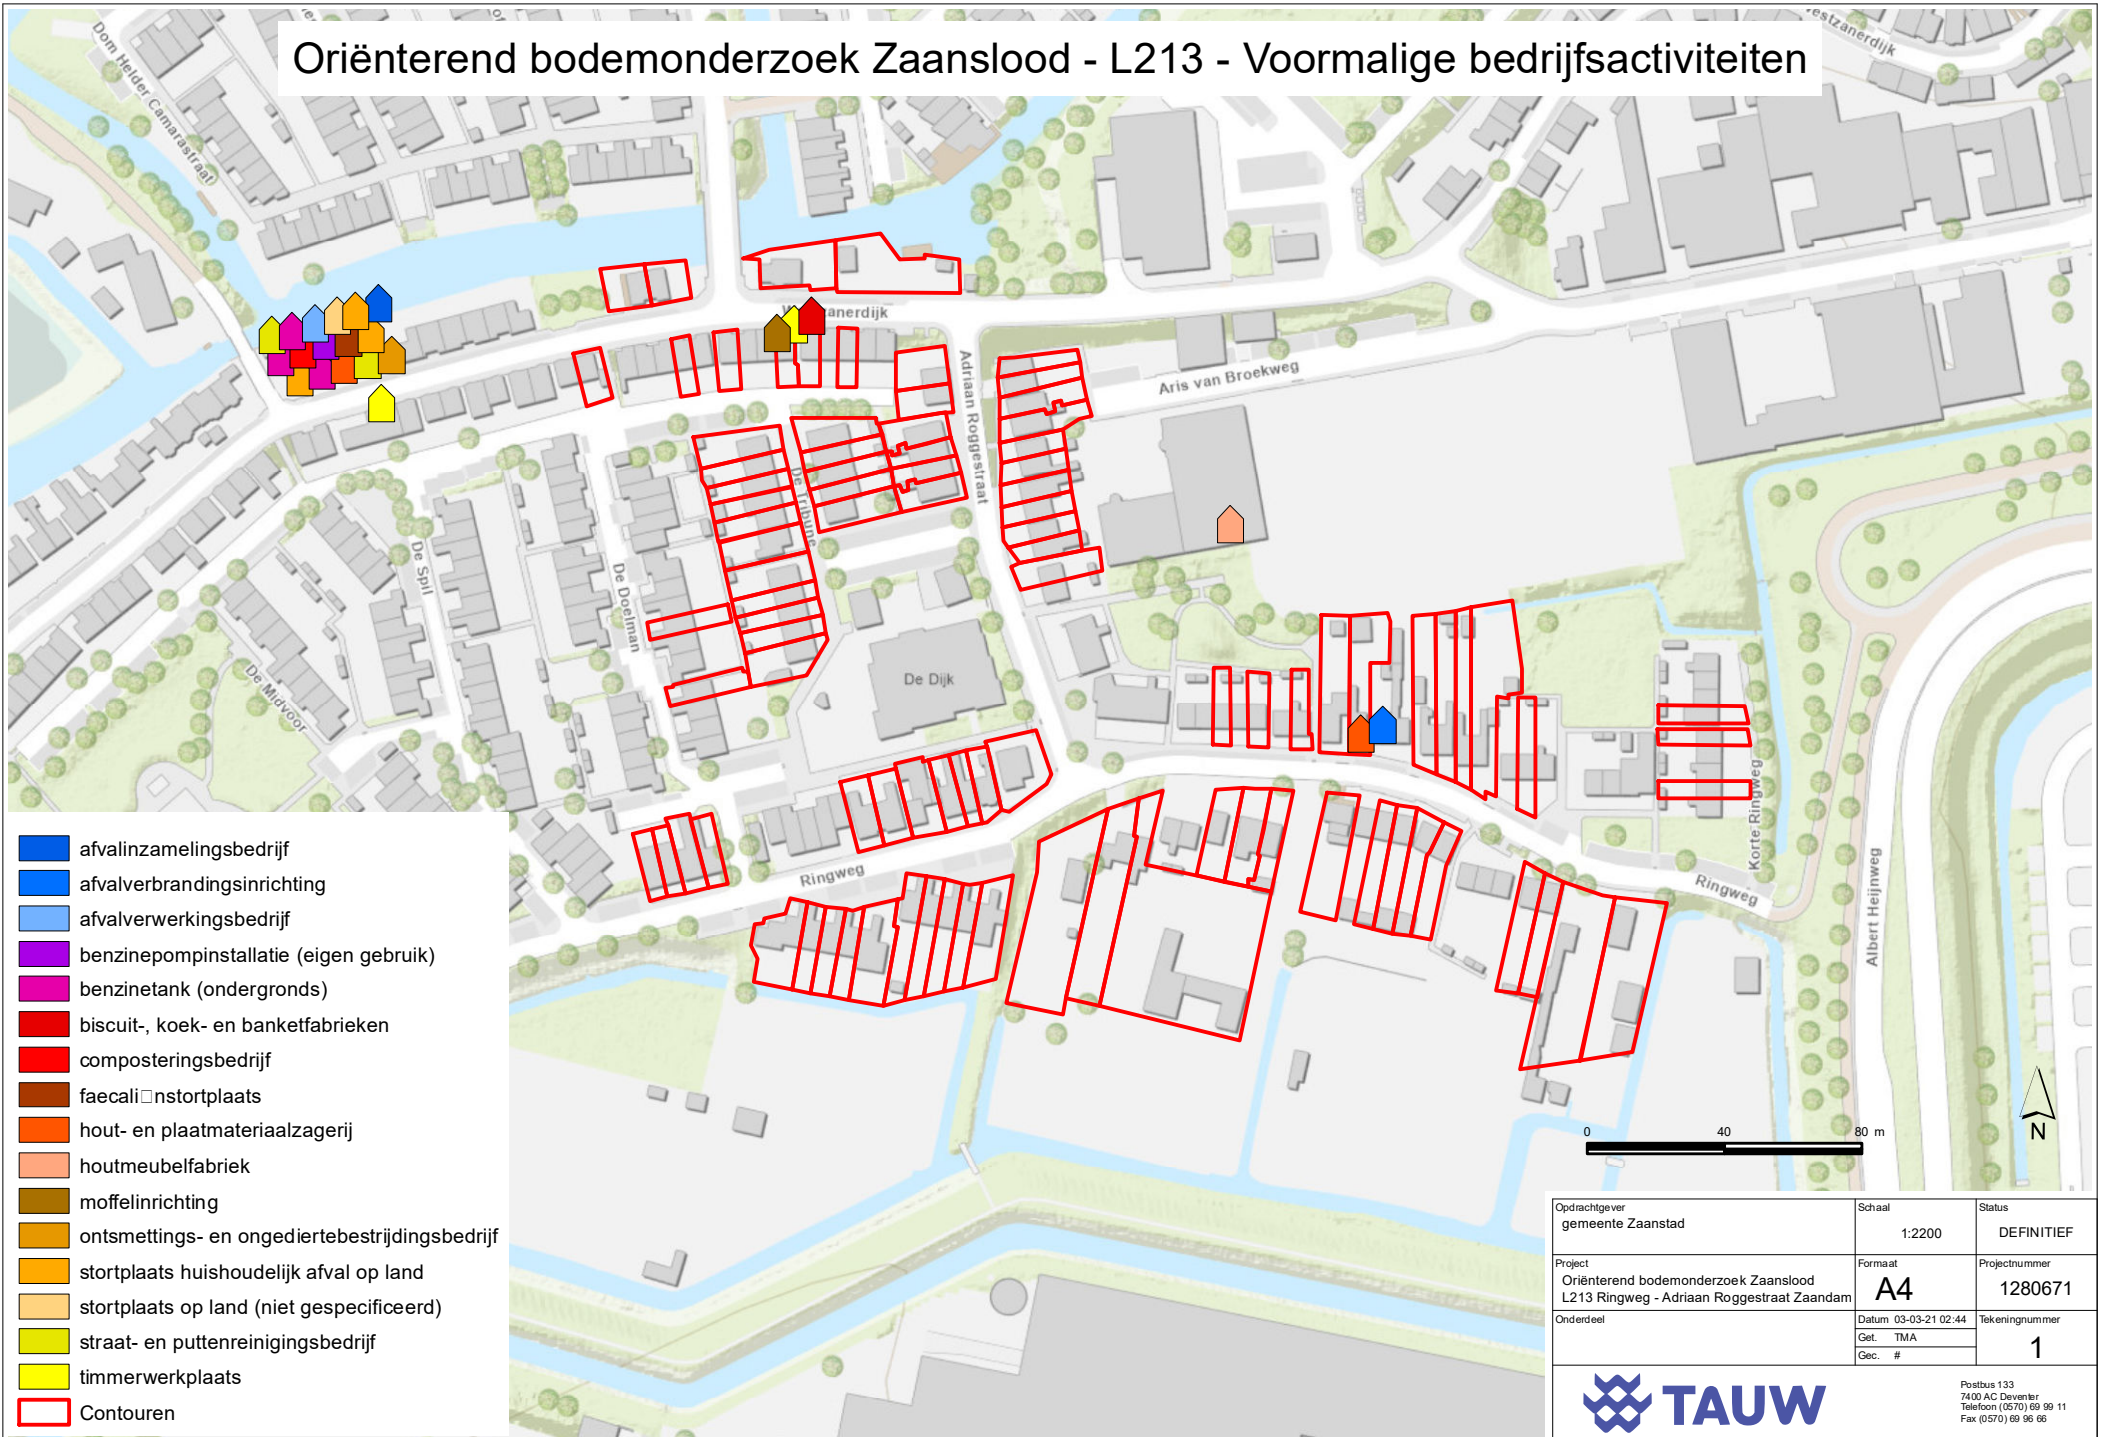 Oriënterend bodemonderzoek Zaanslood - L213 - Voormalige bedrijfsactiviteiten
Dom Helder Camarastraat
estzanerdijk
zanerdijk
Adriaan Roggestraat
Aris van Broekweg
De Tribune
De Spil
De Doelman
De Midvoor
De Dijk
Ringweg
Korte Ringweg
Ringweg
Albert Heijnweg
afvalinzamelingsbedrijf
afvalverbrandingsinrichting
afvalverwerkingsbedrijf
benzinepompinstallatie (eigen gebruik)
benzinetank (ondergronds)
biscuit-, koek- en banketfabrieken
composteringsbedrijf
faecali□nstortplaats
hout- en plaatmateriaalzagerij
houtmeubelfabriek
moffelinrichting
ontsmettings- en ongediertebestrijdingsbedrijf
stortplaats huishoudelijk afval op land
stortplaats op land (niet gespecificeerd)
straat- en puttenreinigingsbedrijf
timmerwerkplaats
Contouren
0 40 80 m
N
Opdrachtgever
gemeente Zaanstad
Schaal
1:2200
Status
DEFINITIEF
Project
Oriënterend bodemonderzoek Zaanslood
L213 Ringweg - Adriaan Roggestraat Zaandam
Formaat
A4
Projectnummer
1280671
Onderdeel
Datum 03-03-21 02:44
Get. TMA
Gec. #
Tekeningnummer
1
TAUW
Postbus 133
7400 AC Deventer
Telefoon (0570) 69 99 11
Fax (0570) 69 96 66